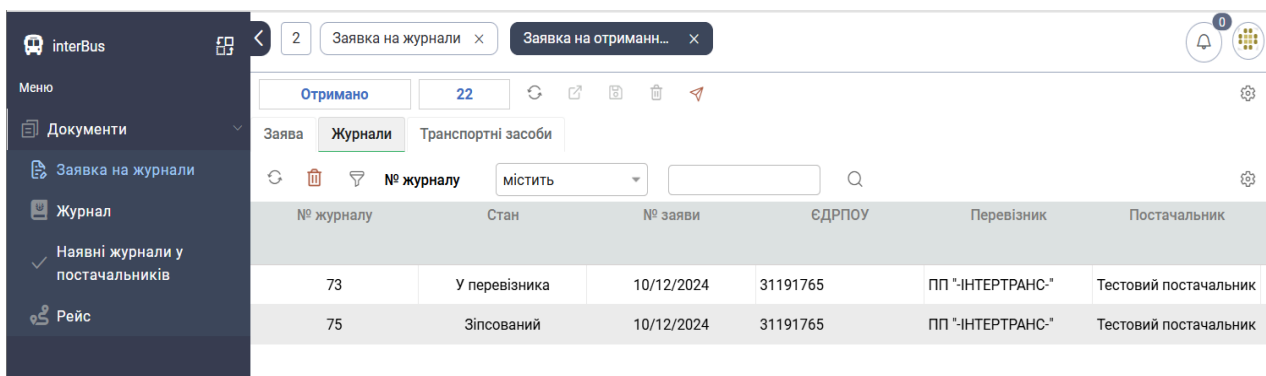 interBus
2
Заявка на журнали ×
Заявка на отриманн... ×
0
Меню
Отримано
22
Документи
Заява
Журнали
Транспортні засоби
Заявка на журнали
№ журналу
містить
Журнал
№ журналу Стан № заяви ЄДРПОУ Перевізник Постачальник
Наявні журнали у
постачальників
73 У перевізника 10/12/2024 31191765 ПП "-ІНТЕРТРАНС-" Тестовий постачальник
Рейс
75 Зіпсований 10/12/2024 31191765 ПП "-ІНТЕРТРАНС-" Тестовий постачальник